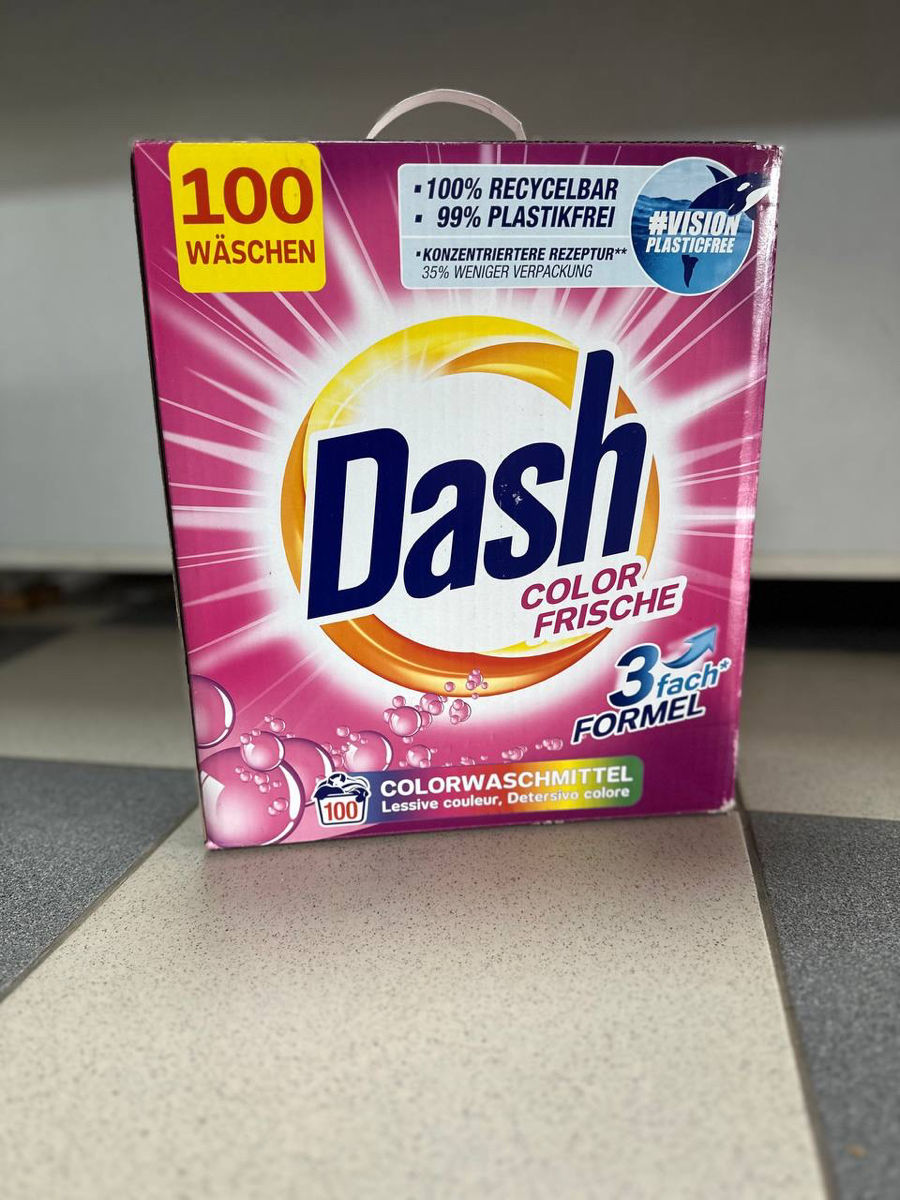 100
WÄSCHEN
▪ 100% RECYCELBAR
▪ 99% PLASTIKFREI
▪ KONZENTRIERTERE REZEPTUR**
35% WENIGER VERPACKUNG
#VISION
PLASTICFREE
Dash
COLOR
FRISCHE
3fach*
FORMEL
100
COLORWASCHMITTEL
Lessive couleur, Detersivo colore